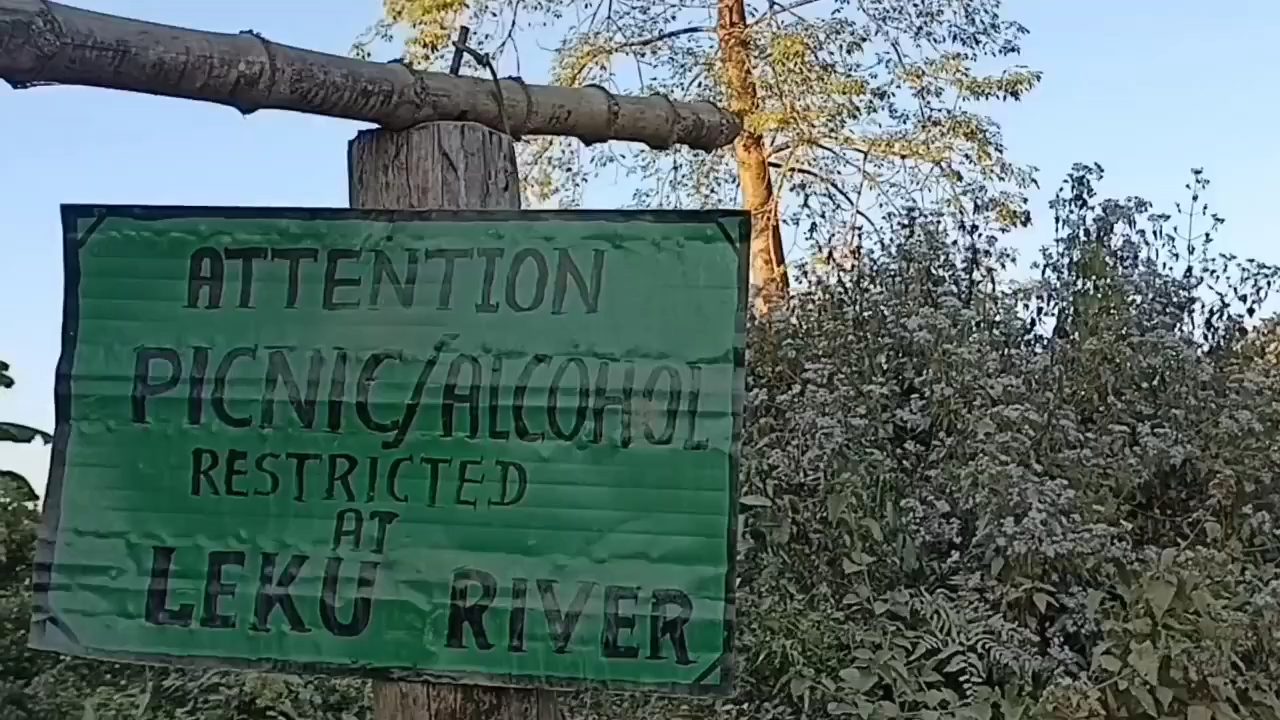 ATTENTION
PICNIC/ALCOHOL
RESTRICTED
AT
LEKU RIVER